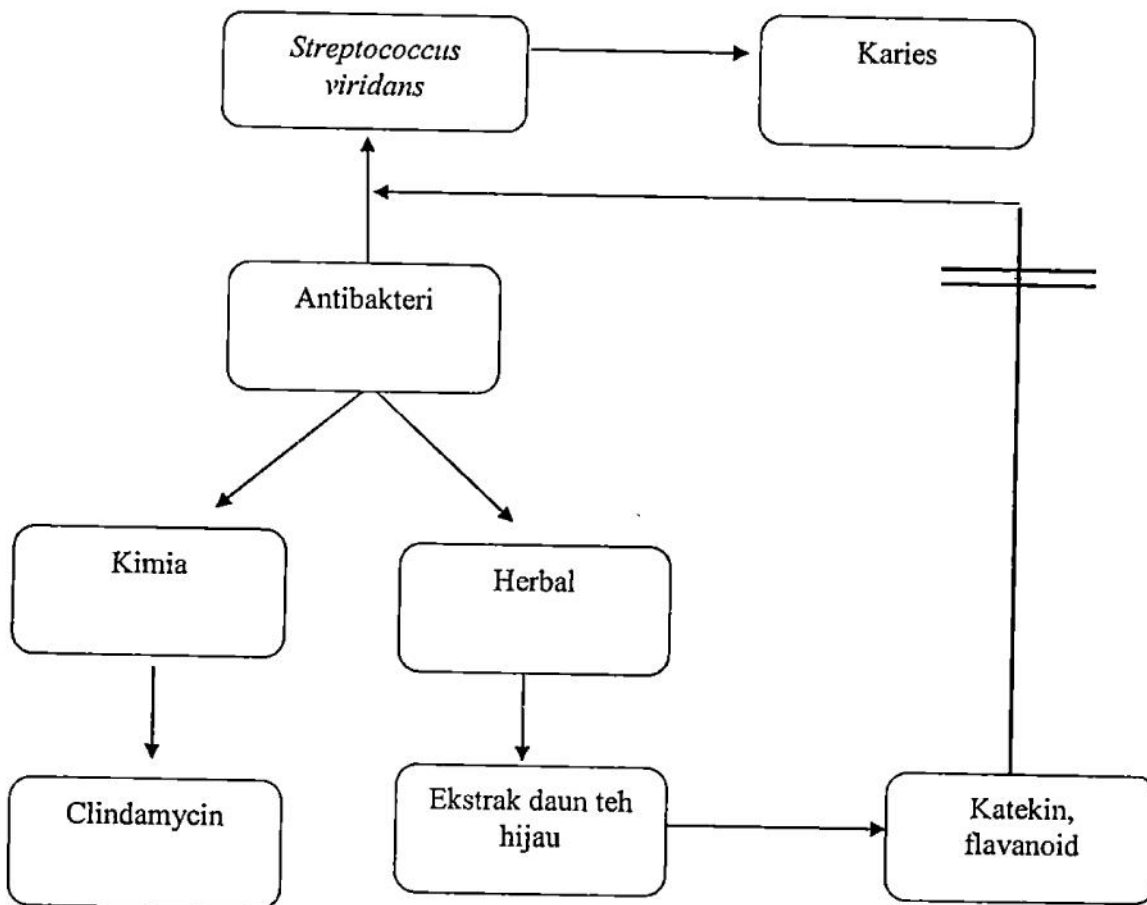 Streptococcus
viridans
Karies
Antibakteri
Kimia
Herbal
Clindamycin
Ekstrak daun teh
hijau
Katekin,
flavanoid